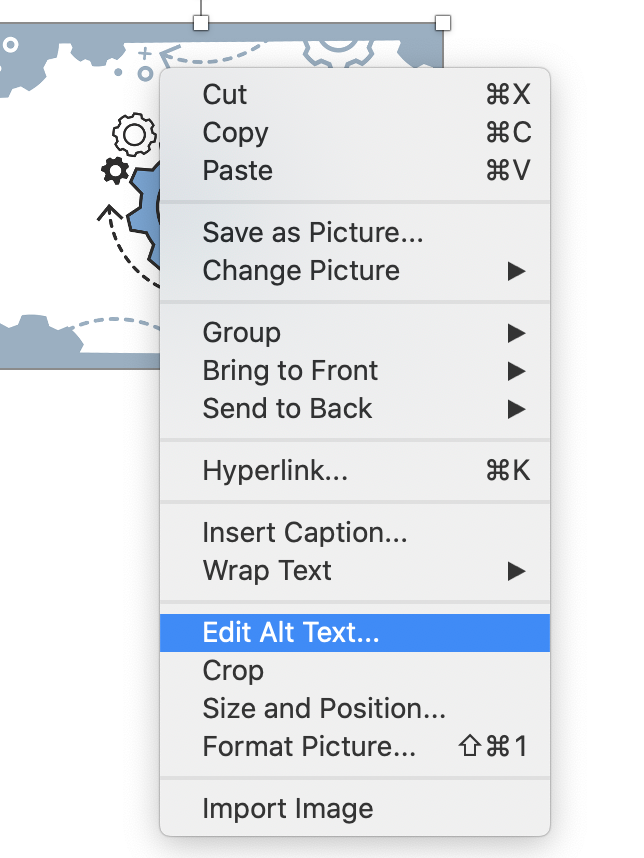 Cut ⌘X
Copy ⌘C
Paste ⌘V
Save as Picture...
Change Picture
Group
Bring to Front
Send to Back
Hyperlink... ⌘K
Insert Caption...
Wrap Text
Edit Alt Text...
Crop
Size and Position...
Format Picture... ⇧⌘1
Import Image